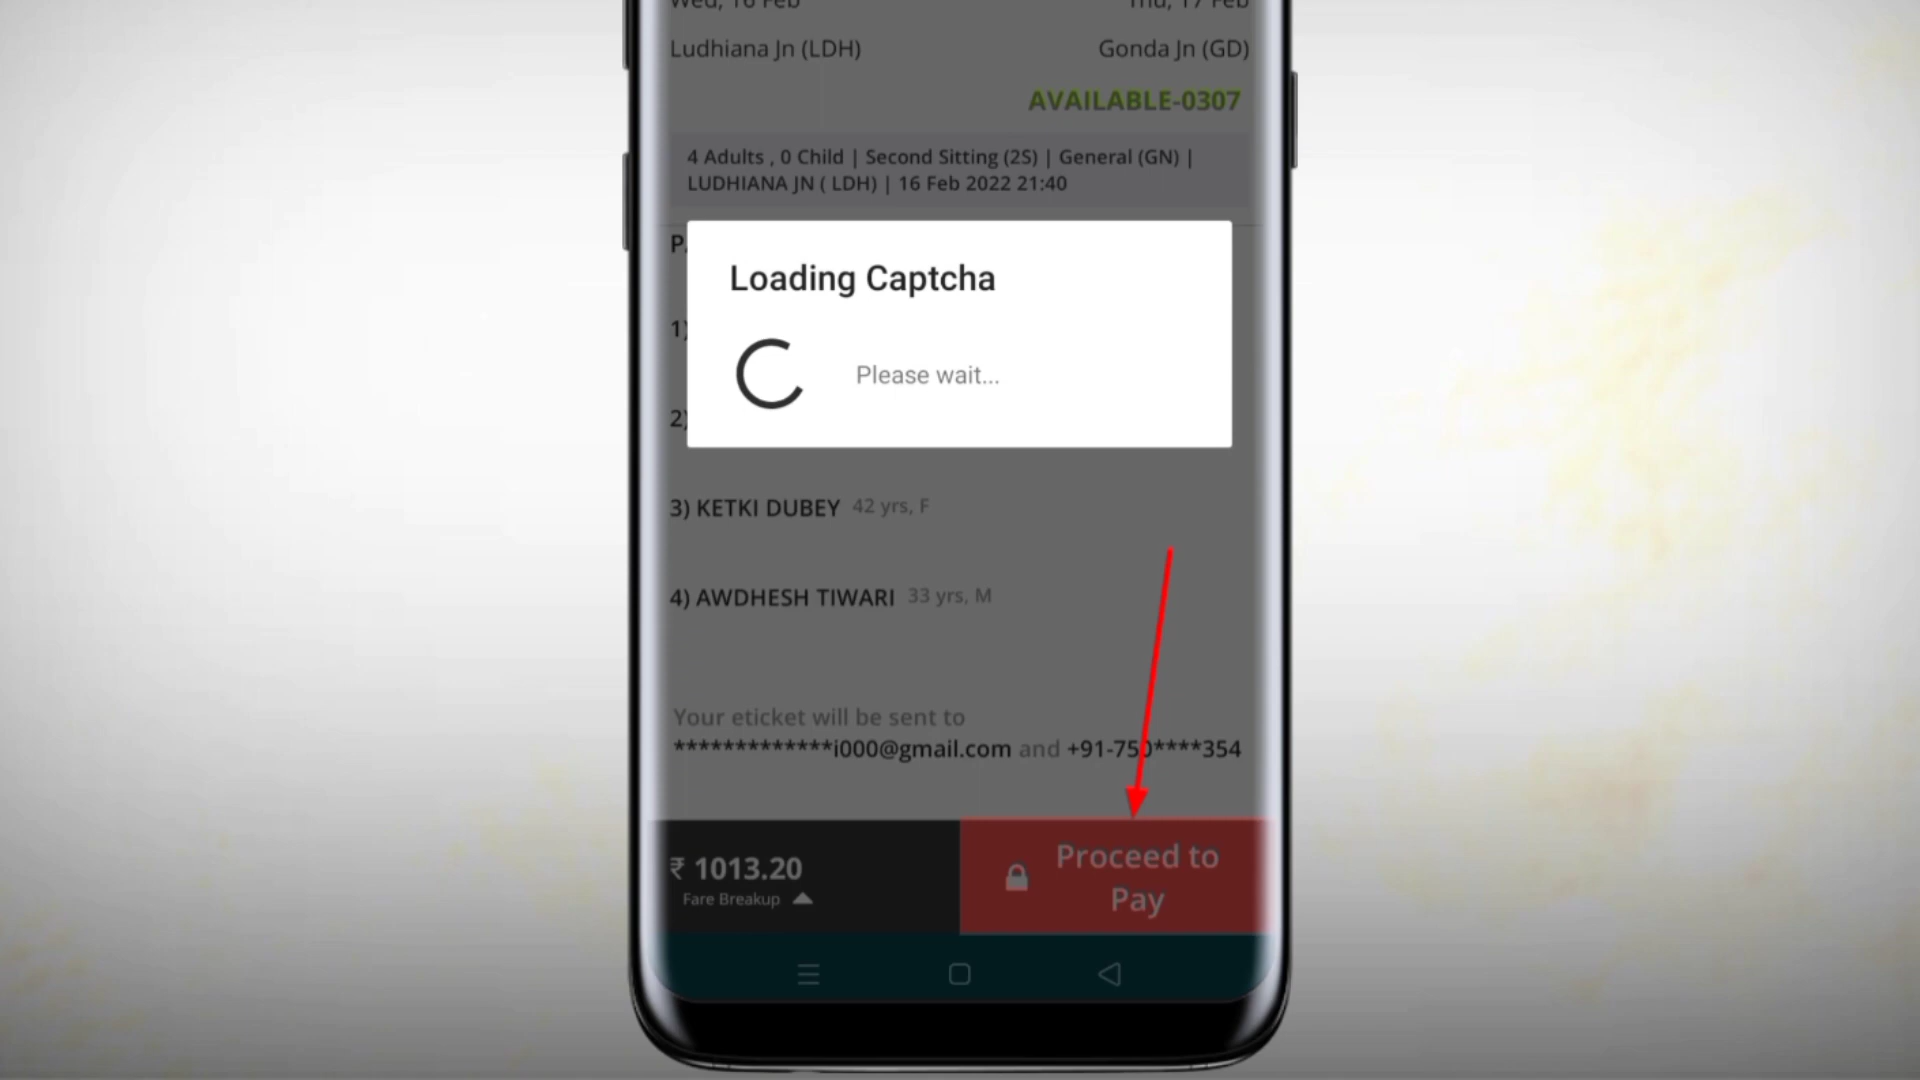 Wed, 16 Feb Thu, 17 Feb
Ludhiana Jn (LDH) Gonda Jn (GD)
AVAILABLE-0307
4 Adults , 0 Child | Second Sitting (2S) | General (GN) |
LUDHIANA JN ( LDH) | 16 Feb 2022 21:40
Loading Captcha
Please wait...
1)
2)
3) KETKI DUBEY 42 yrs, F
4) AWDHESH TIWARI 33 yrs, M
Your eticket will be sent to
*************i000@gmail.com and +91-750****354
₹ 1013.20
Fare Breakup
Proceed to
Pay